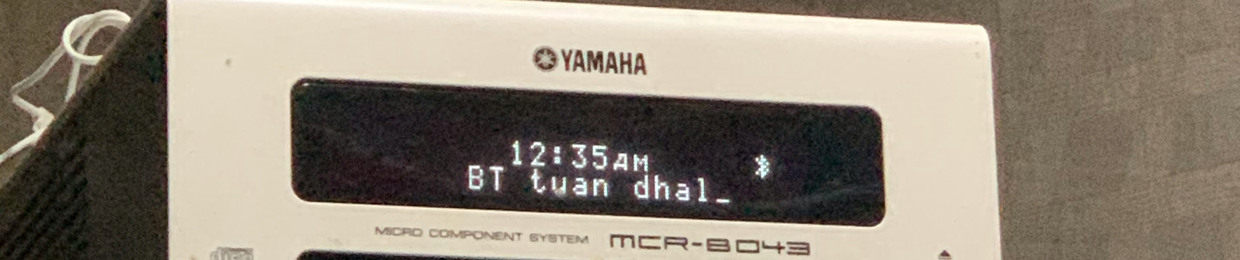 YAMAHA
12:35AM
BT tuan dhal_
MICRO COMPONENT SYSTEM MCR-B043